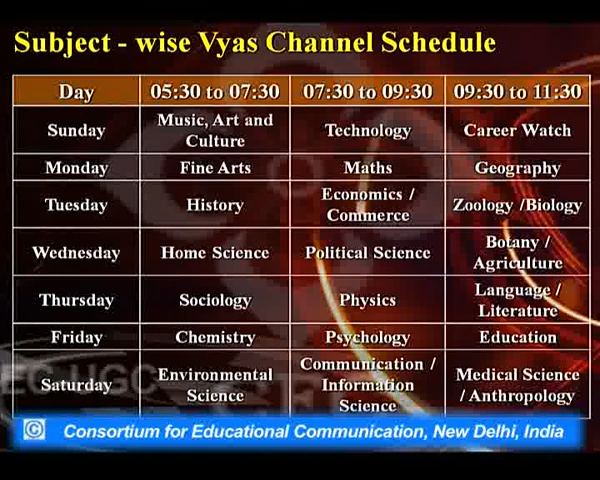 Subject - wise Vyas Channel Schedule
Day 05:30 to 07:30 07:30 to 09:30 09:30 to 11:30
Sunday Music, Art and Culture Technology Career Watch
Monday Fine Arts Maths Geography
Tuesday History Economics / Commerce Zoology /Biology
Wednesday Home Science Political Science Botany / Agriculture
Thursday Sociology Physics Language / Literature
Friday Chemistry Psychology Education
Saturday Environmental Science Communication / Information Science Medical Science / Anthropology
EC-UGC
© Consortium for Educational Communication, New Delhi, India